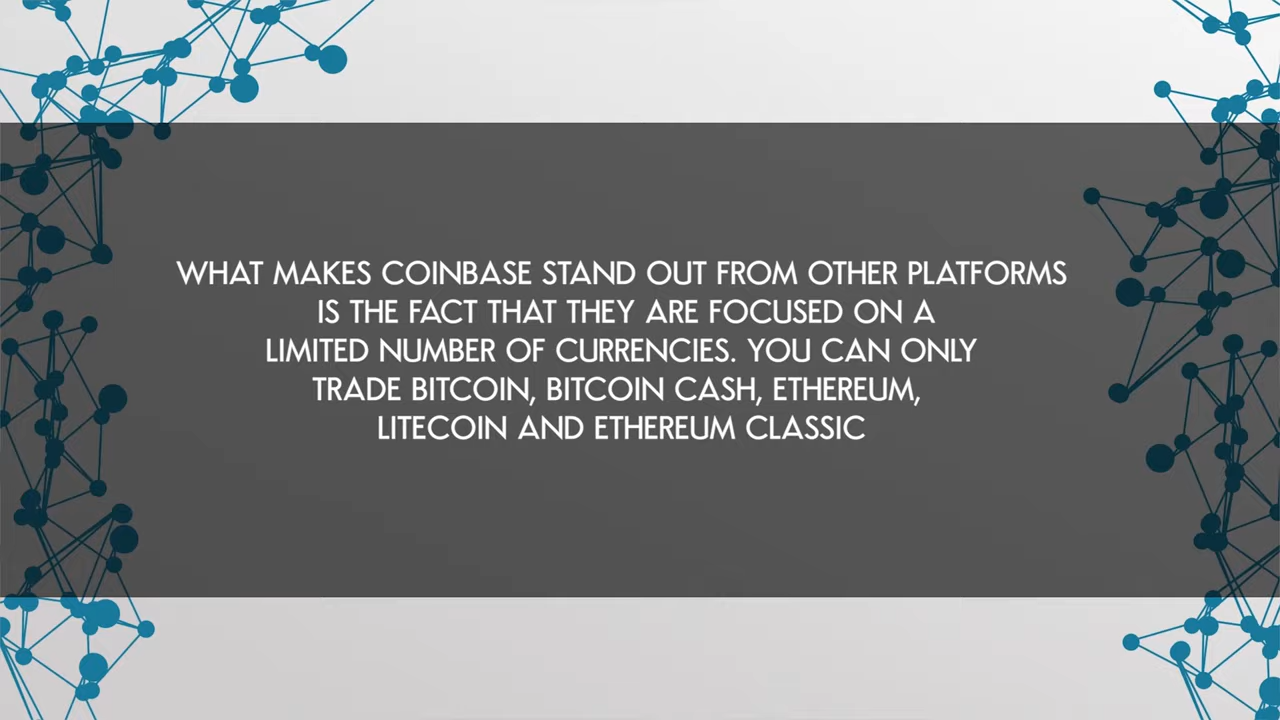 WHAT MAKES COINBASE STAND OUT FROM OTHER PLATFORMS
IS THE FACT THAT THEY ARE FOCUSED ON A
LIMITED NUMBER OF CURRENCIES. YOU CAN ONLY
TRADE BITCOIN, BITCOIN CASH, ETHEREUM,
LITECOIN AND ETHEREUM CLASSIC